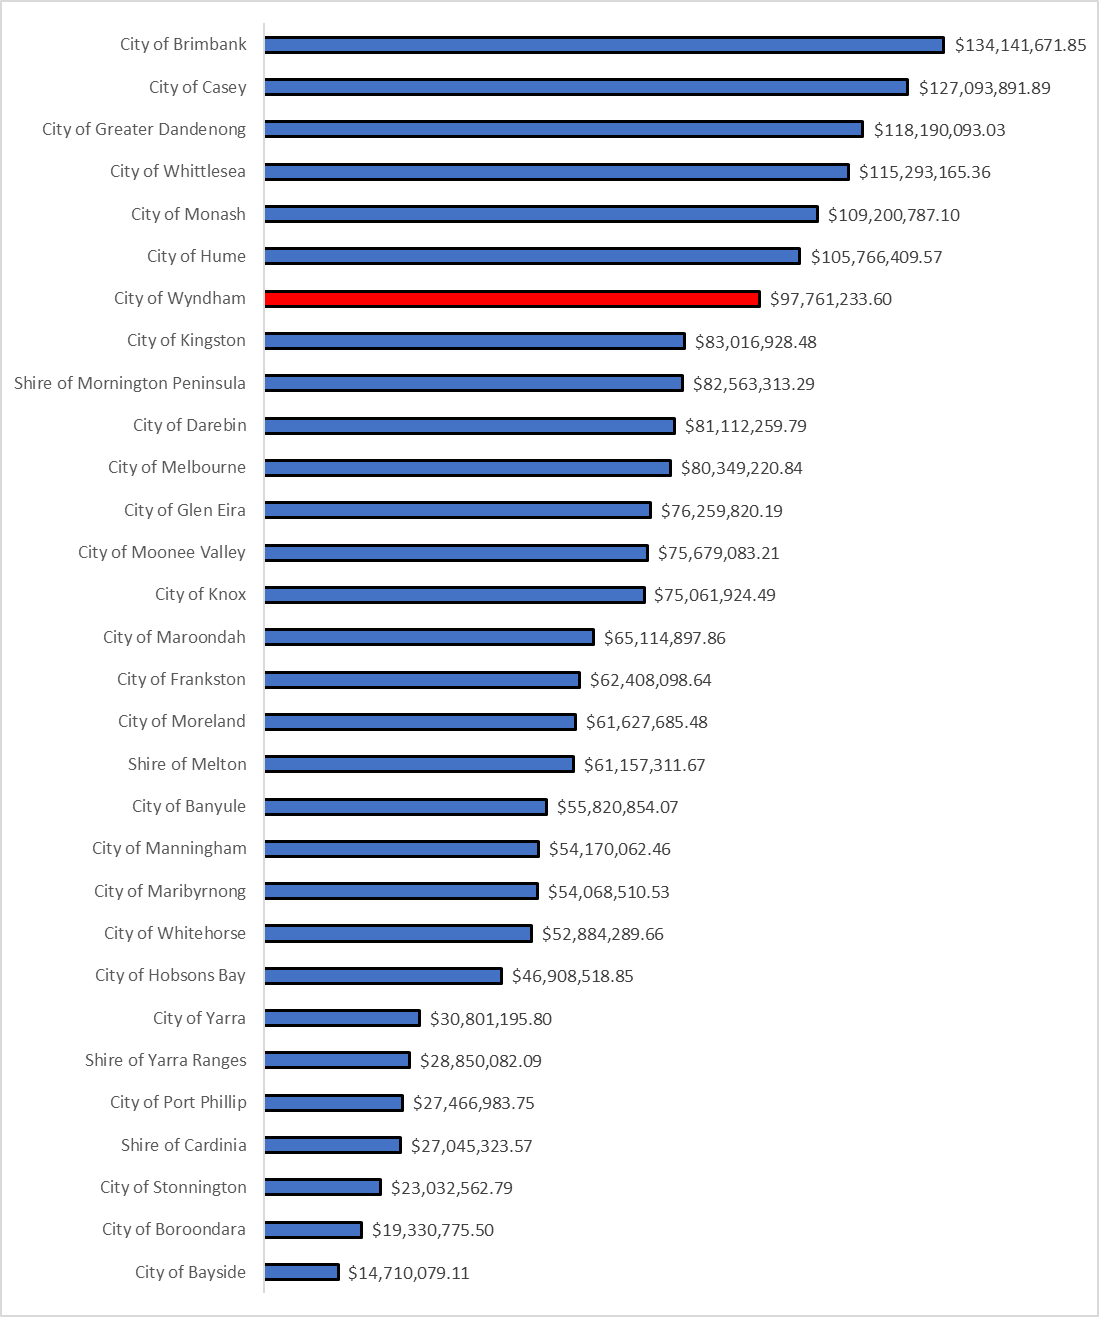 City of Brimbank $134,141,671.85
City of Casey $127,093,891.89
City of Greater Dandenong $118,190,093.03
City of Whittlesea $115,293,165.36
City of Monash $109,200,787.10
City of Hume $105,766,409.57
City of Wyndham $97,761,233.60
City of Kingston $83,016,928.48
Shire of Mornington Peninsula $82,563,313.29
City of Darebin $81,112,259.79
City of Melbourne $80,349,220.84
City of Glen Eira $76,259,820.19
City of Moonee Valley $75,679,083.21
City of Knox $75,061,924.49
City of Maroondah $65,114,897.86
City of Frankston $62,408,098.64
City of Moreland $61,627,685.48
Shire of Melton $61,157,311.67
City of Banyule $55,820,854.07
City of Manningham $54,170,062.46
City of Maribyrnong $54,068,510.53
City of Whitehorse $52,884,289.66
City of Hobsons Bay $46,908,518.85
City of Yarra $30,801,195.80
Shire of Yarra Ranges $28,850,082.09
City of Port Phillip $27,466,983.75
Shire of Cardinia $27,045,323.57
City of Stonnington $23,032,562.79
City of Boroondara $19,330,775.50
City of Bayside $14,710,079.11